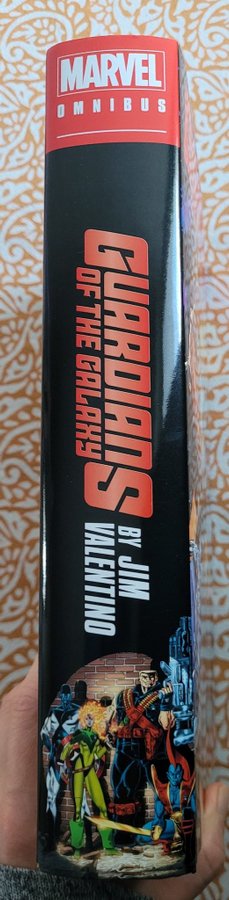 MARVEL
OMNIBUS
GUARDIANS
OF THE GALAXY
BY JIM
VALENTINO